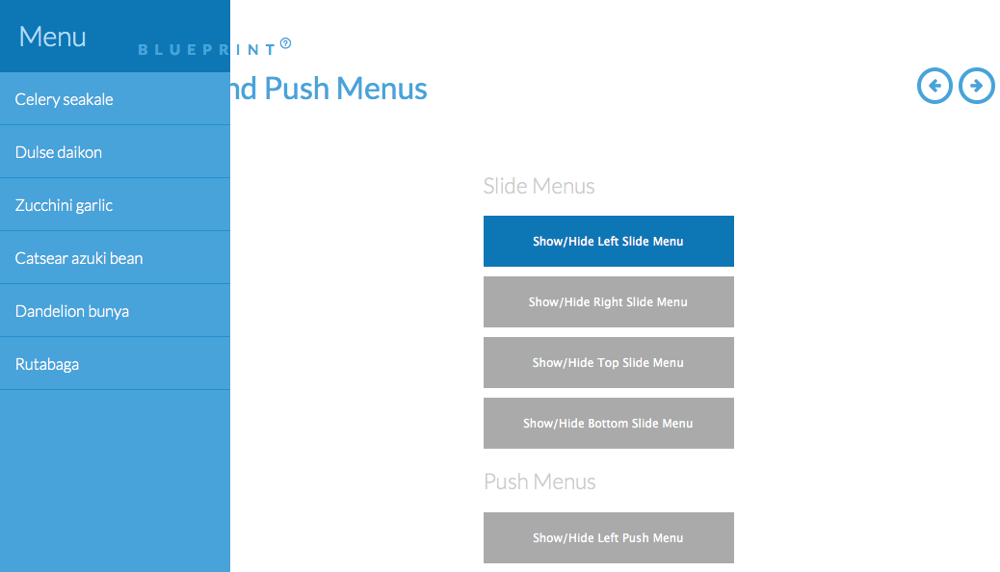 Menu
BLUEPRINT?
nd Push Menus
Celery seakale
Dulse daikon
Zucchini garlic
Catsear azuki bean
Dandelion bunya
Rutabaga
Slide Menus
Show/Hide Left Slide Menu
Show/Hide Right Slide Menu
Show/Hide Top Slide Menu
Show/Hide Bottom Slide Menu
Push Menus
Show/Hide Left Push Menu